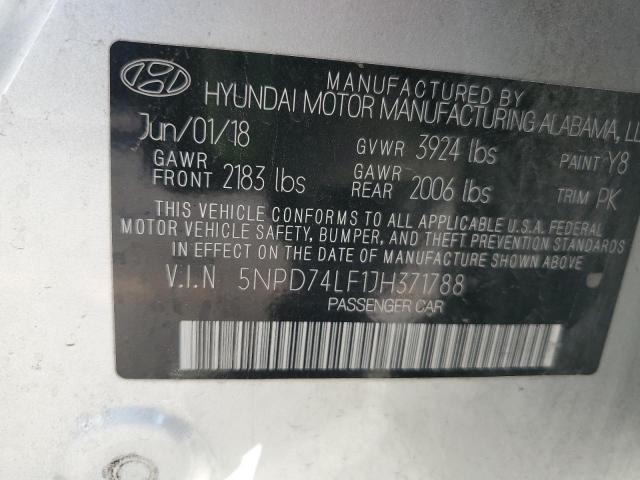 MANUFACTURED BY
HYUNDAI MOTOR MANUFACTURING ALABAMA, LL
Jun/01/18 GVWR 3924 lbs PAINT Y8
GAWR FRONT 2183 lbs GAWR REAR 2006 lbs TRIM PK
THIS VEHICLE CONFORMS TO ALL APPLICABLE U.S.A. FEDERAL
MOTOR VEHICLE SAFETY, BUMPER, AND THEFT PREVENTION STANDARDS
IN EFFECT ON THE DATE OF MANUFACTURE SHOWN ABOVE.
V.I.N 5NPD74LF1JH371788
PASSENGER CAR